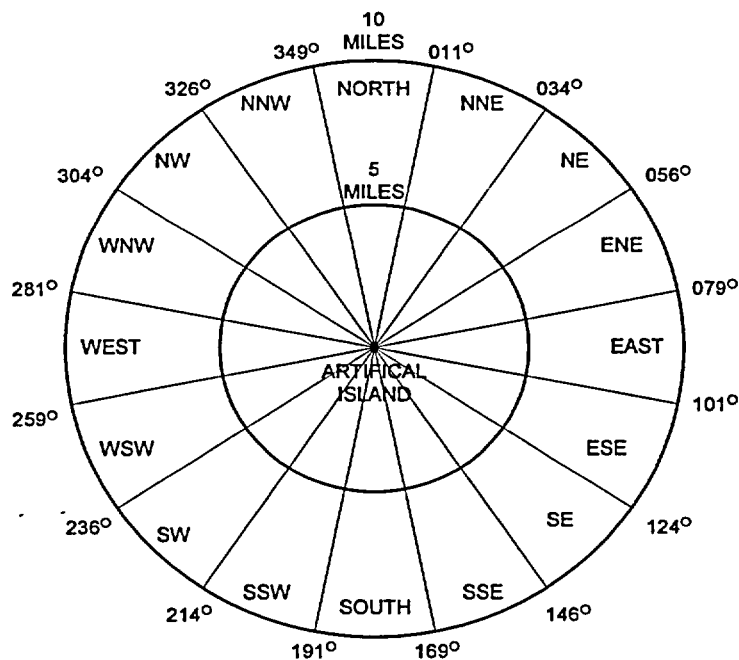 10
MILES
349° 011°
326° NNW NORTH NNE 034°
NW NE
304° 5 056°
MILES
WNW ENE
281° 079°
WEST EAST
ARTIFICAL
ISLAND
259° 101°
WSW ESE
236° SW SE 124°
214° SSW SOUTH SSE 146°
191° 169°